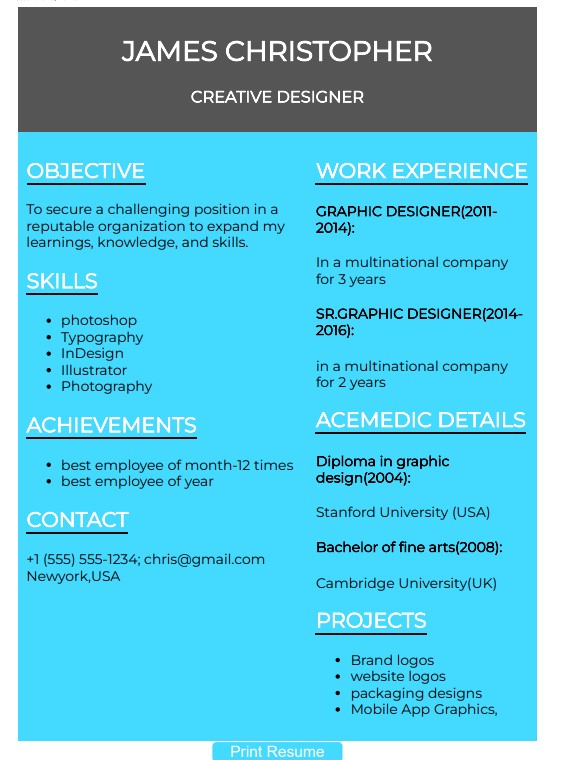 JAMES CHRISTOPHER
CREATIVE DESIGNER
OBJECTIVE
To secure a challenging position in a
reputable organization to expand my
learnings, knowledge, and skills.
SKILLS
photoshop
Typography
InDesign
Illustrator
Photography
ACHIEVEMENTS
best employee of month-12 times
best employee of year
CONTACT
+1 (555) 555-1234; chris@gmail.com
Newyork,USA
WORK EXPERIENCE
GRAPHIC DESIGNER(2011-
2014):
In a multinational company
for 3 years
SR.GRAPHIC DESIGNER(2014-
2016):
in a multinational company
for 2 years
ACEMEDIC DETAILS
Diploma in graphic
design(2004):
Stanford University (USA)
Bachelor of fine arts(2008):
Cambridge University(UK)
PROJECTS
Brand logos
website logos
packaging designs
Mobile App Graphics,
Print Resume